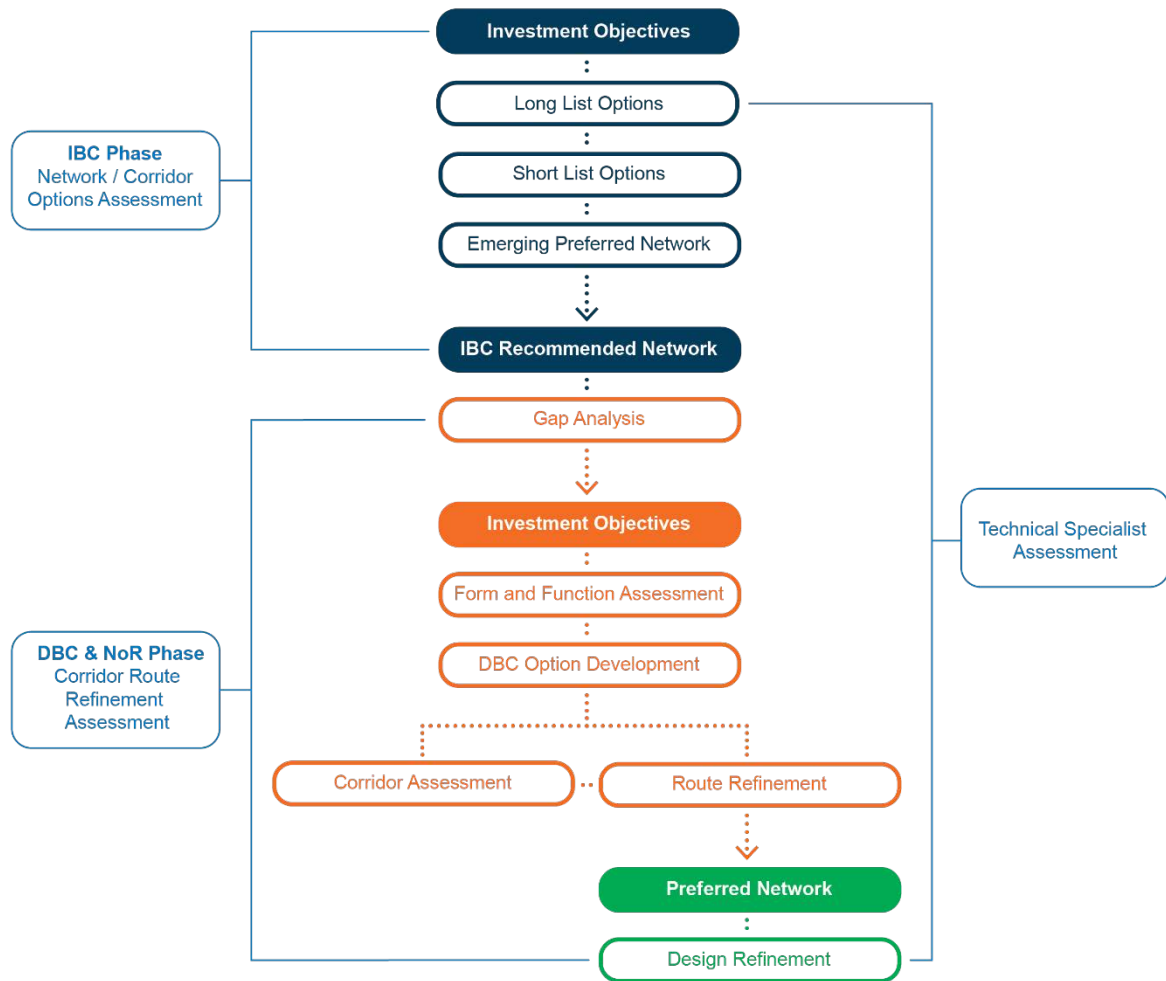 Investment Objectives
Long List Options
IBC Phase
Network / Corridor
Options Assessment
Short List Options
Emerging Preferred Network
IBC Recommended Network
Gap Analysis
Investment Objectives
Technical Specialist
Assessment
Form and Function Assessment
DBC & NoR Phase
Corridor Route
Refinement
Assessment
DBC Option Development
Corridor Assessment
Route Refinement
Preferred Network
Design Refinement